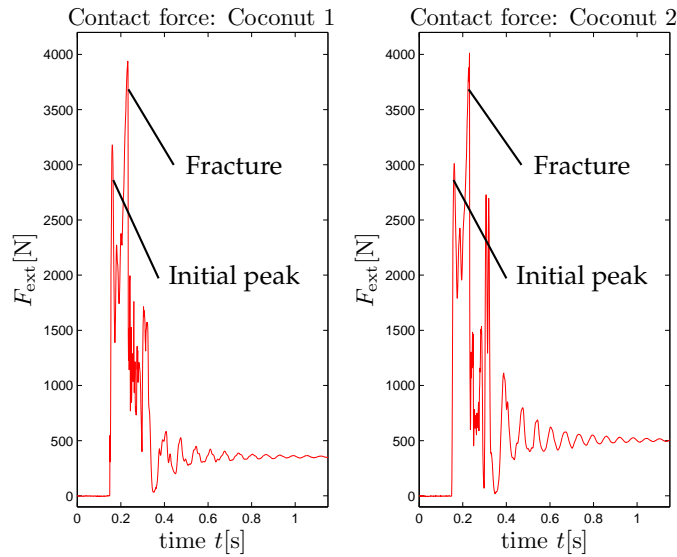 Contact force: Coconut 1
4000
3500
3000
2500
2000
1500
1000
500
0
F_ext[N]
Fracture
Initial peak
0 0.2 0.4 0.6 0.8 1
time t[s]
Contact force: Coconut 2
4000
3500
3000
2500
2000
1500
1000
500
0
F_ext[N]
Fracture
Initial peak
0 0.2 0.4 0.6 0.8 1
time t[s]